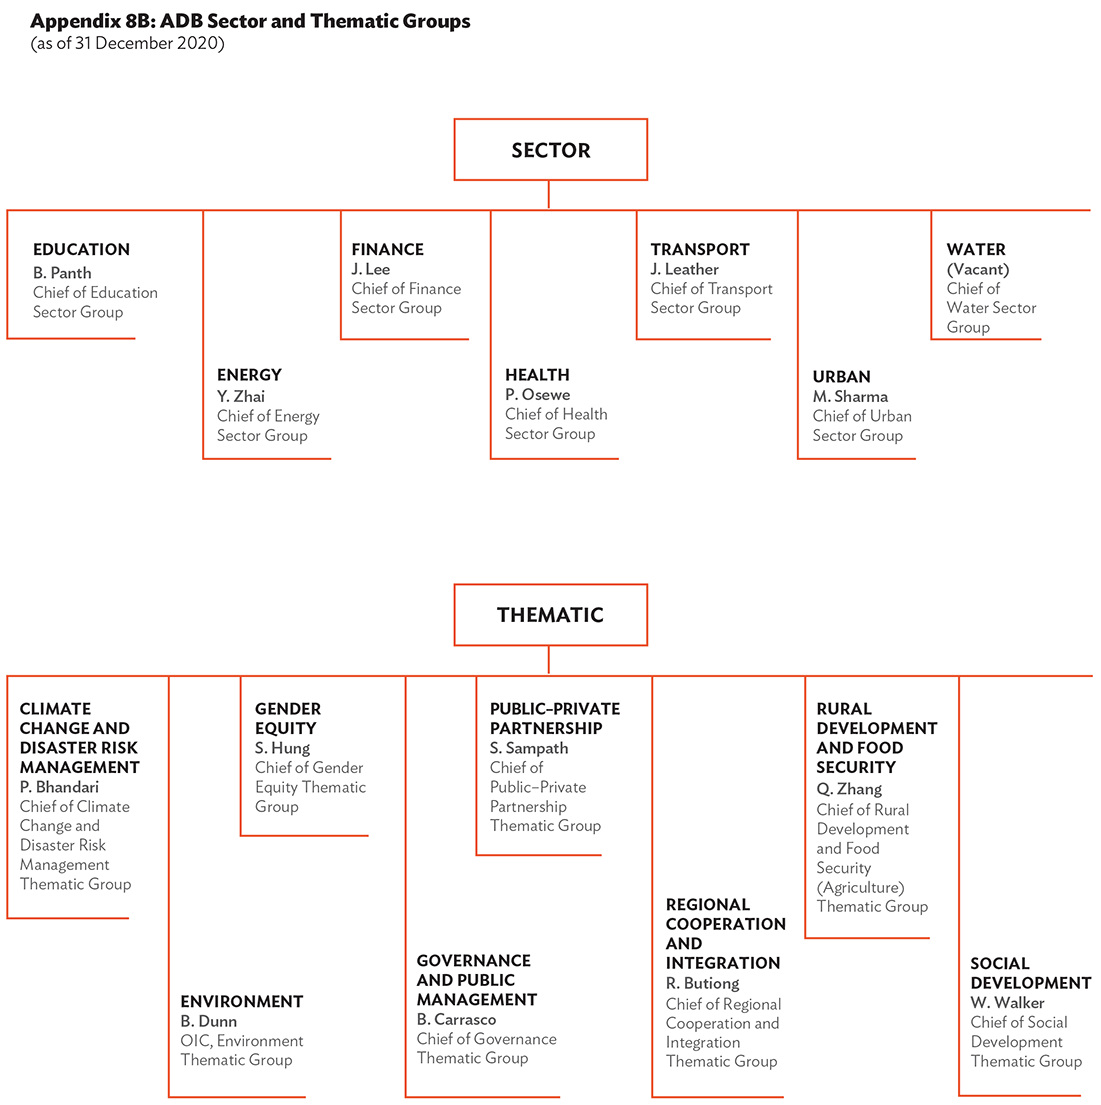 Appendix 8B: ADB Sector and Thematic Groups
(as of 31 December 2020)
SECTOR
EDUCATION
B. Panth
Chief of Education
Sector Group
ENERGY
Y. Zhai
Chief of Energy
Sector Group
FINANCE
J. Lee
Chief of Finance
Sector Group
HEALTH
P. Osewe
Chief of Health
Sector Group
TRANSPORT
J. Leather
Chief of Transport
Sector Group
URBAN
M. Sharma
Chief of Urban
Sector Group
WATER
(Vacant)
Chief of
Water Sector
Group
THEMATIC
CLIMATE
CHANGE AND
DISASTER RISK
MANAGEMENT
P. Bhandari
Chief of Climate
Change and
Disaster Risk
Management
Thematic Group
ENVIRONMENT
B. Dunn
OIC, Environment
Thematic Group
GENDER
EQUITY
S. Hung
Chief of Gender
Equity Thematic
Group
GOVERNANCE
AND PUBLIC
MANAGEMENT
B. Carrasco
Chief of Governance
Thematic Group
PUBLIC–PRIVATE
PARTNERSHIP
S. Sampath
Chief of
Public–Private
Partnership
Thematic Group
REGIONAL
COOPERATION
AND
INTEGRATION
R. Butiong
Chief of Regional
Cooperation and
Integration
Thematic Group
RURAL
DEVELOPMENT
AND FOOD
SECURITY
Q. Zhang
Chief of Rural
Development
and Food
Security
(Agriculture)
Thematic Group
SOCIAL
DEVELOPMENT
W. Walker
Chief of Social
Development
Thematic Group